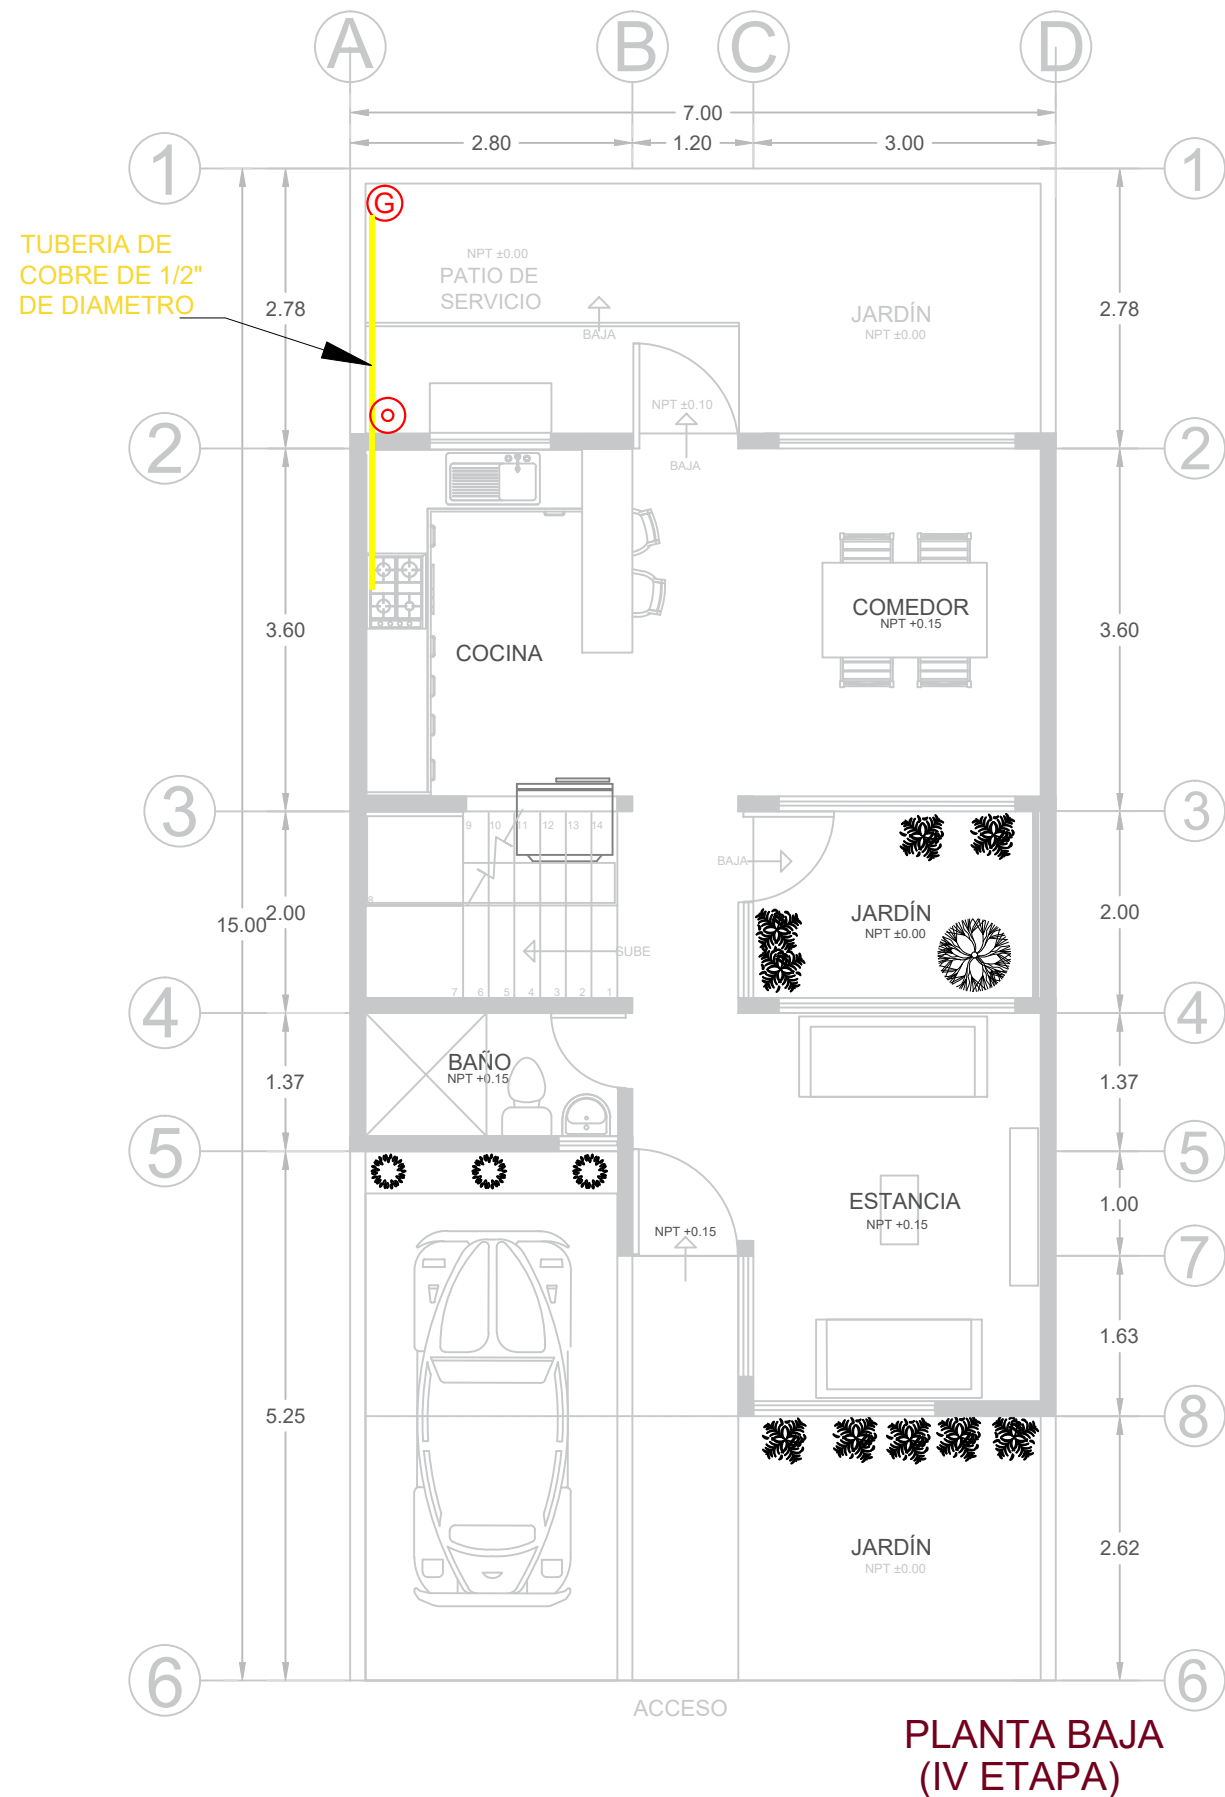 A B C D
7.00
2.80 1.20 3.00
1 1
G
TUBERIA DE
COBRE DE 1/2"
DE DIAMETRO
NPT ±0.00
PATIO DE
SERVICIO
BAJA
JARDÍN
NPT ±0.00
2.78 2.78
NPT ±0.10
BAJA
2 2
COMEDOR
NPT +0.15
3.60 3.60
COCINA
3 3
9 10 11 12 13 14
BAJA
8
15.00 2.00 2.00
JARDÍN
NPT ±0.00
SUBE
7 6 5 4 3 2 1
4 4
BAÑO
NPT +0.15
1.37 1.37
5 5
ESTANCIA
NPT +0.15
1.00
NPT +0.15
7
1.63
5.25
8
JARDÍN
NPT ±0.00
2.62
6 6
ACCESO
PLANTA BAJA
(IV ETAPA)